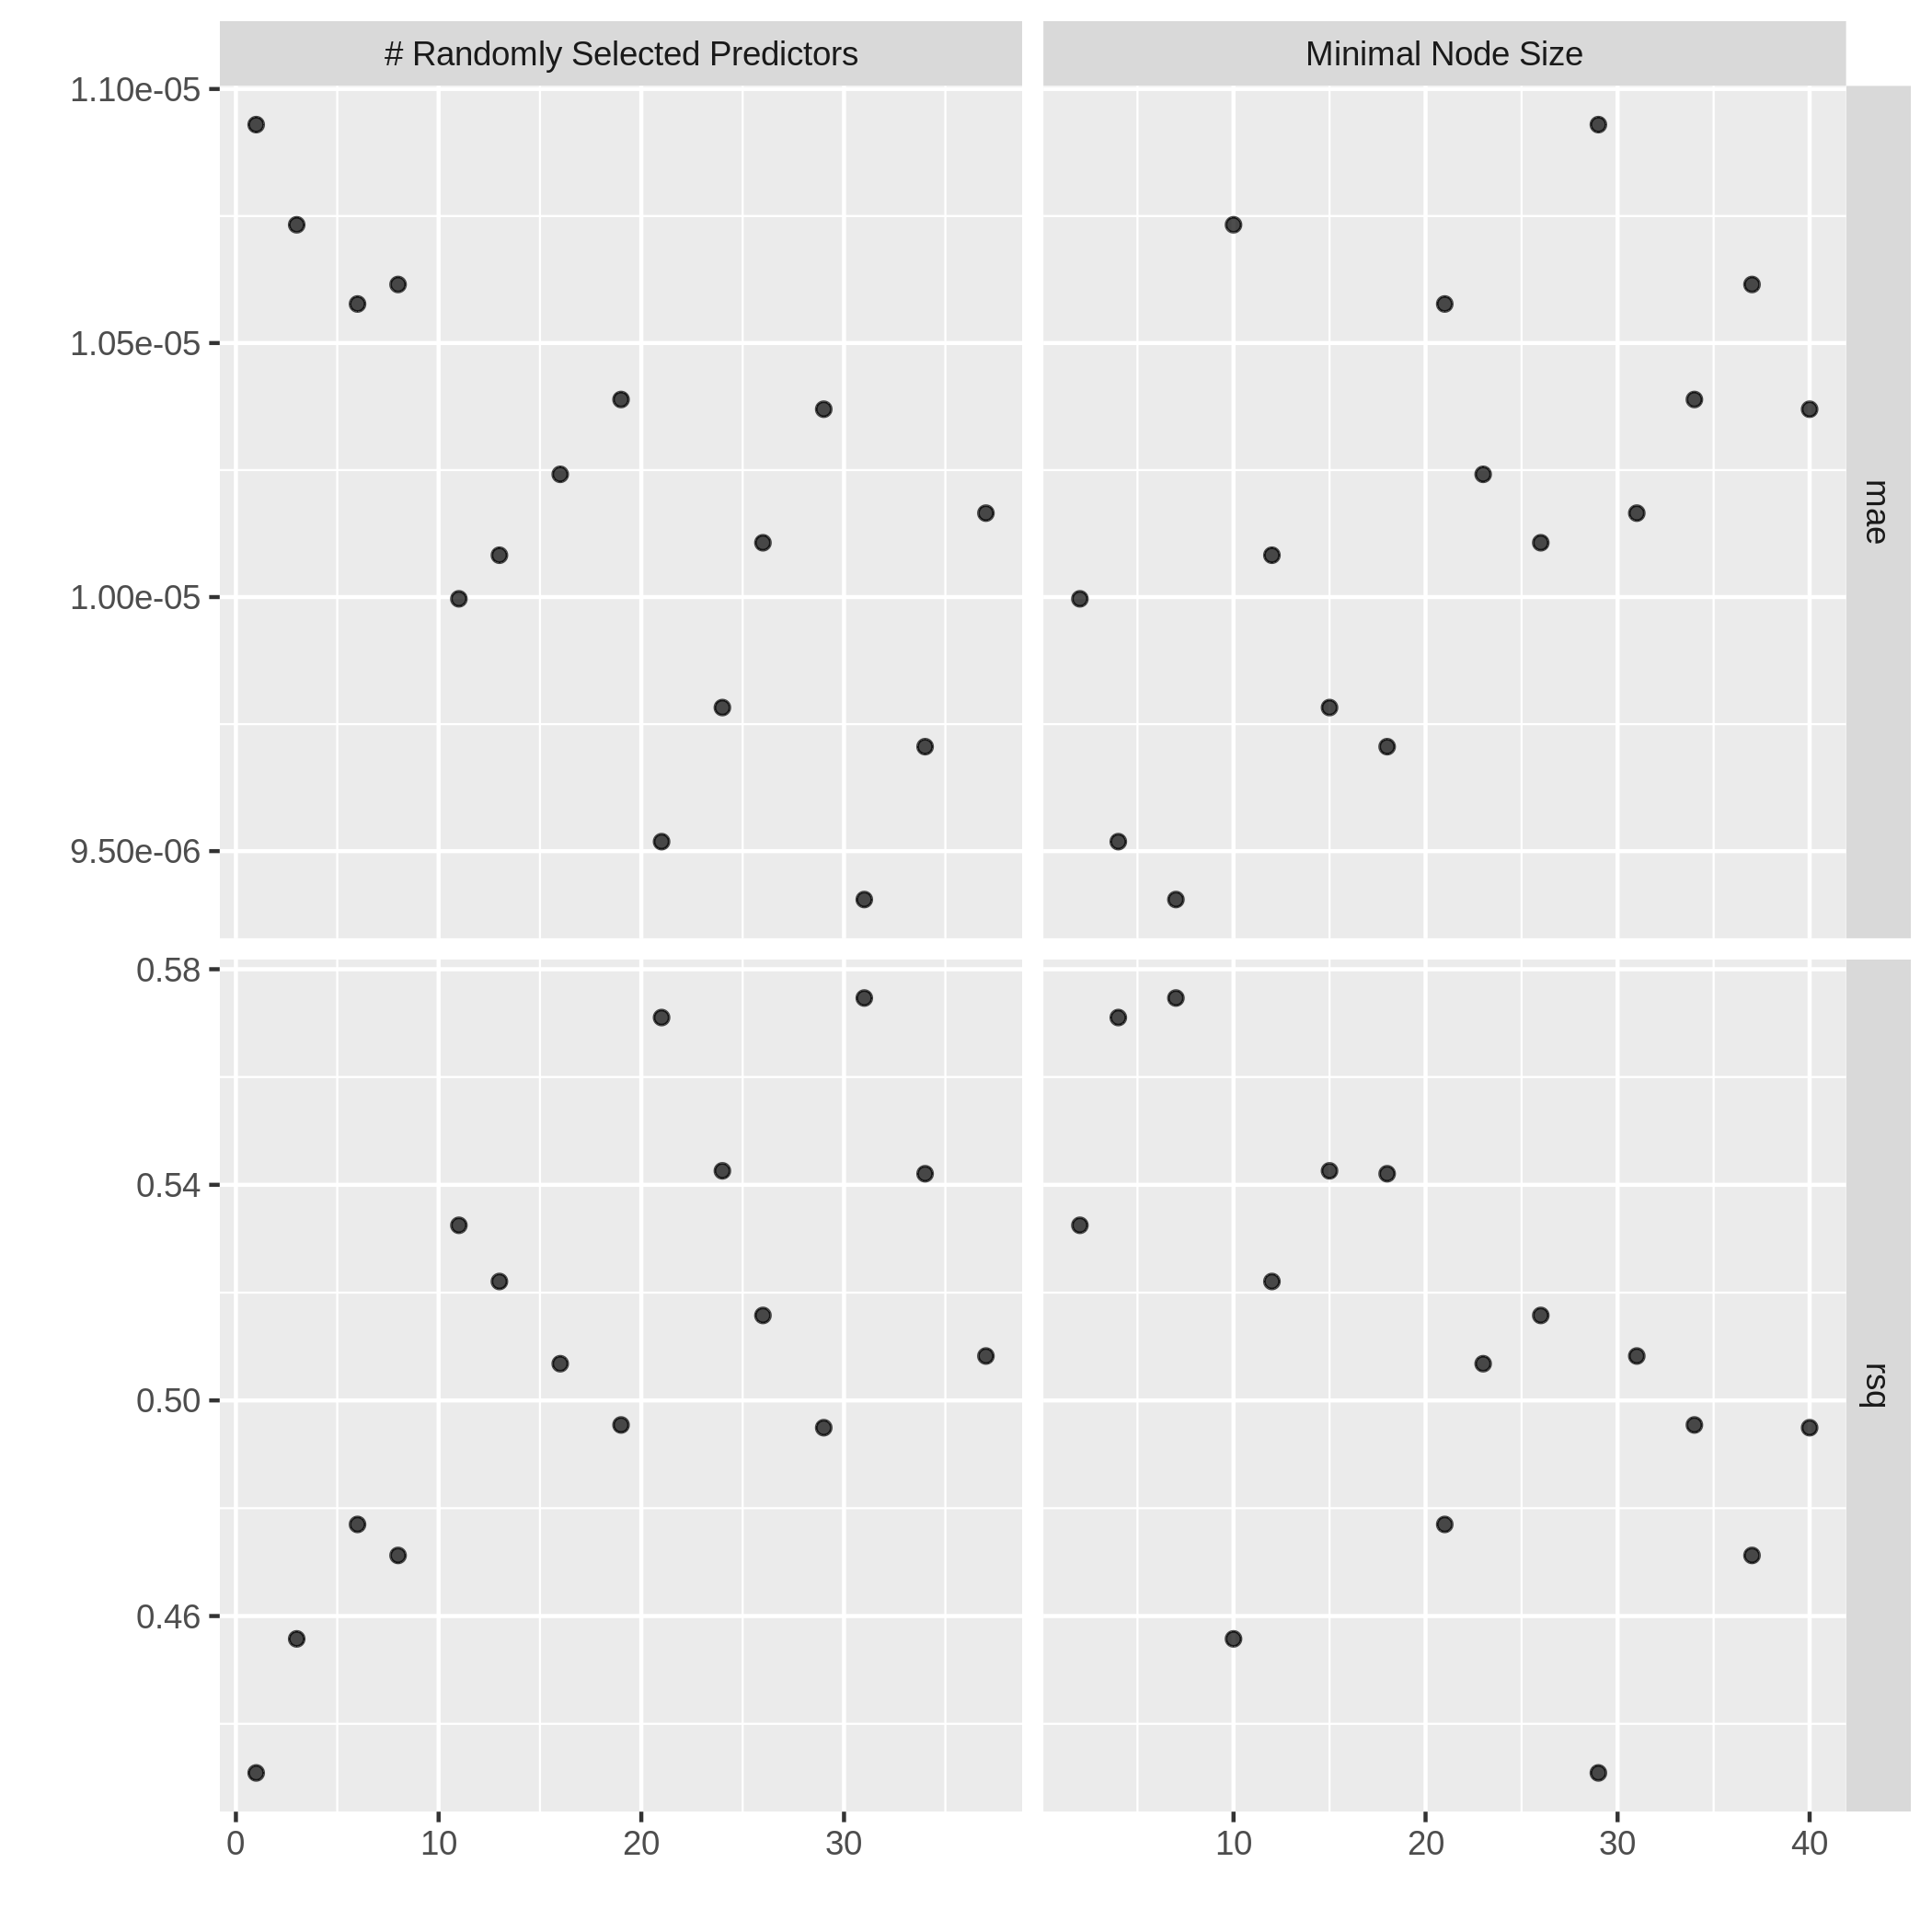 # Randomly Selected Predictors
Minimal Node Size
1.10e-05
1.05e-05
1.00e-05
9.50e-06
mae
0.58
0.54
0.50
0.46
rsq
0 10 20 30
10 20 30 40